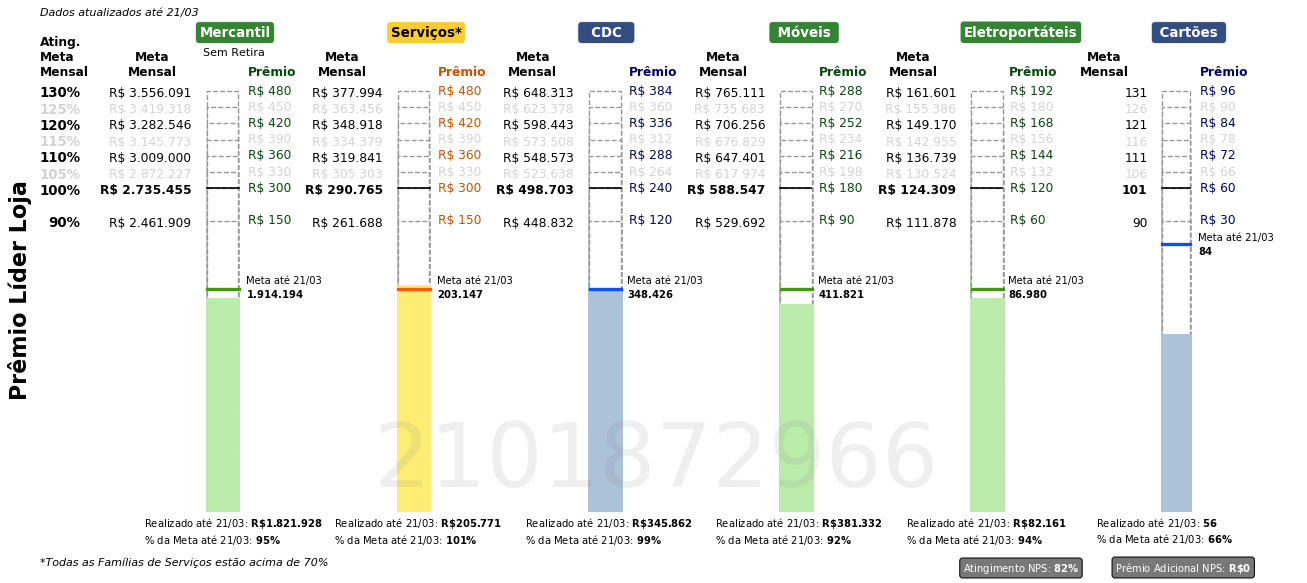 Dados atualizados até 21/03
Mercantil Serviços* CDC Móveis Eletroportáteis Cartões
Sem Retira
Ating. Meta Mensal Meta Mensal Prêmio Meta Mensal Prêmio Meta Mensal Prêmio Meta Mensal Prêmio Meta Mensal Prêmio Meta Mensal Prêmio
130% R$ 3.556.091 R$ 480 R$ 377.994 R$ 480 R$ 648.313 R$ 384 R$ 765.111 R$ 288 R$ 161.601 R$ 192 131 R$ 96
125% R$ 3.419.318 R$ 450 R$ 363.456 R$ 450 R$ 623.378 R$ 360 R$ 735.683 R$ 270 R$ 155.386 R$ 180 126 R$ 90
120% R$ 3.282.546 R$ 420 R$ 348.918 R$ 420 R$ 598.443 R$ 336 R$ 706.256 R$ 252 R$ 149.170 R$ 168 121 R$ 84
115% R$ 3.145.773 R$ 390 R$ 334.379 R$ 390 R$ 573.508 R$ 312 R$ 676.829 R$ 234 R$ 142.955 R$ 156 116 R$ 78
110% R$ 3.009.000 R$ 360 R$ 319.841 R$ 360 R$ 548.573 R$ 288 R$ 647.401 R$ 216 R$ 136.739 R$ 144 111 R$ 72
105% R$ 2.872.227 R$ 330 R$ 305.303 R$ 330 R$ 523.638 R$ 264 R$ 617.974 R$ 198 R$ 130.524 R$ 132 106 R$ 66
100% R$ 2.735.455 R$ 300 R$ 290.765 R$ 300 R$ 498.703 R$ 240 R$ 588.547 R$ 180 R$ 124.309 R$ 120 101 R$ 60
90% R$ 2.461.909 R$ 150 R$ 261.688 R$ 150 R$ 448.832 R$ 120 R$ 529.692 R$ 90 R$ 111.878 R$ 60 90 R$ 30
Meta até 21/03
84
Meta até 21/03 Meta até 21/03 Meta até 21/03 Meta até 21/03 Meta até 21/03
1.914.194 203.147 348.426 411.821 86.980
Prêmio Líder Loja
2101872966
Realizado até 21/03: R$1.821.928 Realizado até 21/03: R$205.771 Realizado até 21/03: R$345.862 Realizado até 21/03: R$381.332 Realizado até 21/03: R$82.161 Realizado até 21/03: 56
% da Meta até 21/03: 95% % da Meta até 21/03: 101% % da Meta até 21/03: 99% % da Meta até 21/03: 92% % da Meta até 21/03: 94% % da Meta até 21/03: 66%
*Todas as Famílias de Serviços estão acima de 70%
Atingimento NPS: 82% Prêmio Adicional NPS: R$0